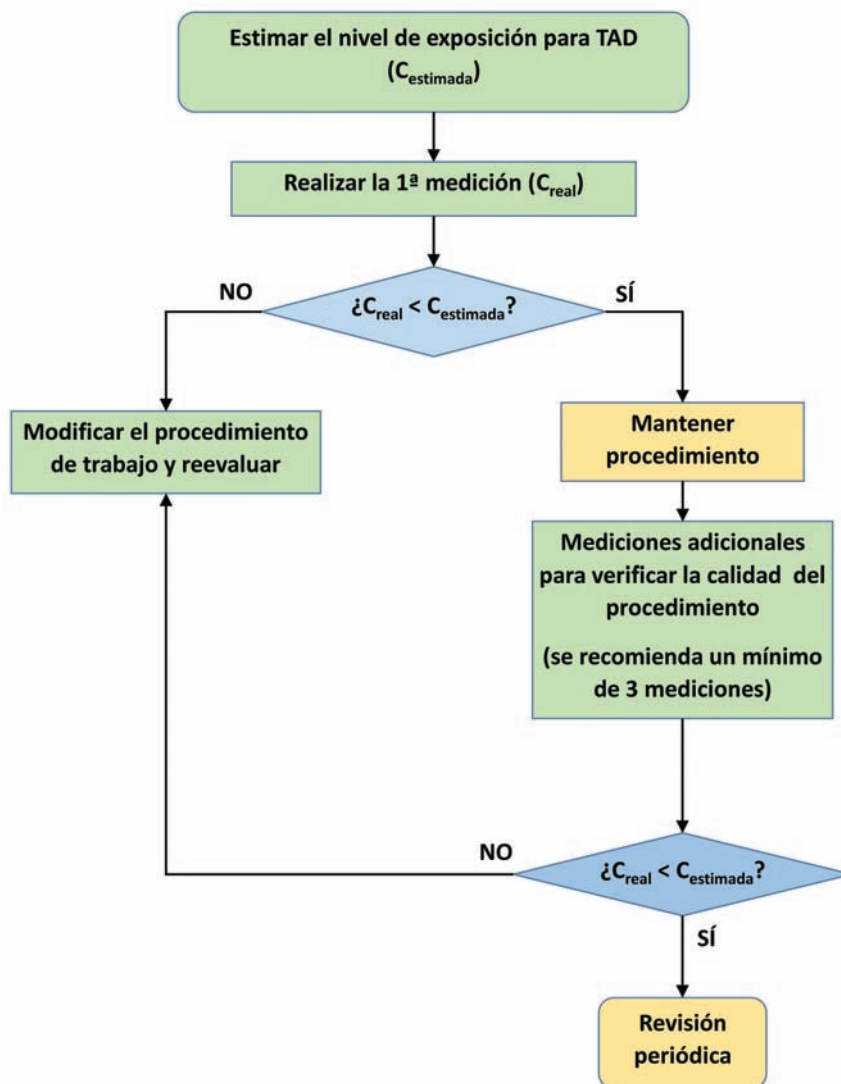 Estimar el nivel de exposición para TAD
(Cestimada)
Realizar la 1ª medición (Creal)
NO
¿Creal < Cestimada?
SÍ
Modificar el procedimiento
de trabajo y reevaluar
Mantener
procedimiento
Mediciones adicionales
para verificar la calidad del
procedimiento
(se recomienda un mínimo
de 3 mediciones)
NO
¿Creal < Cestimada?
SÍ
Revisión
periódica